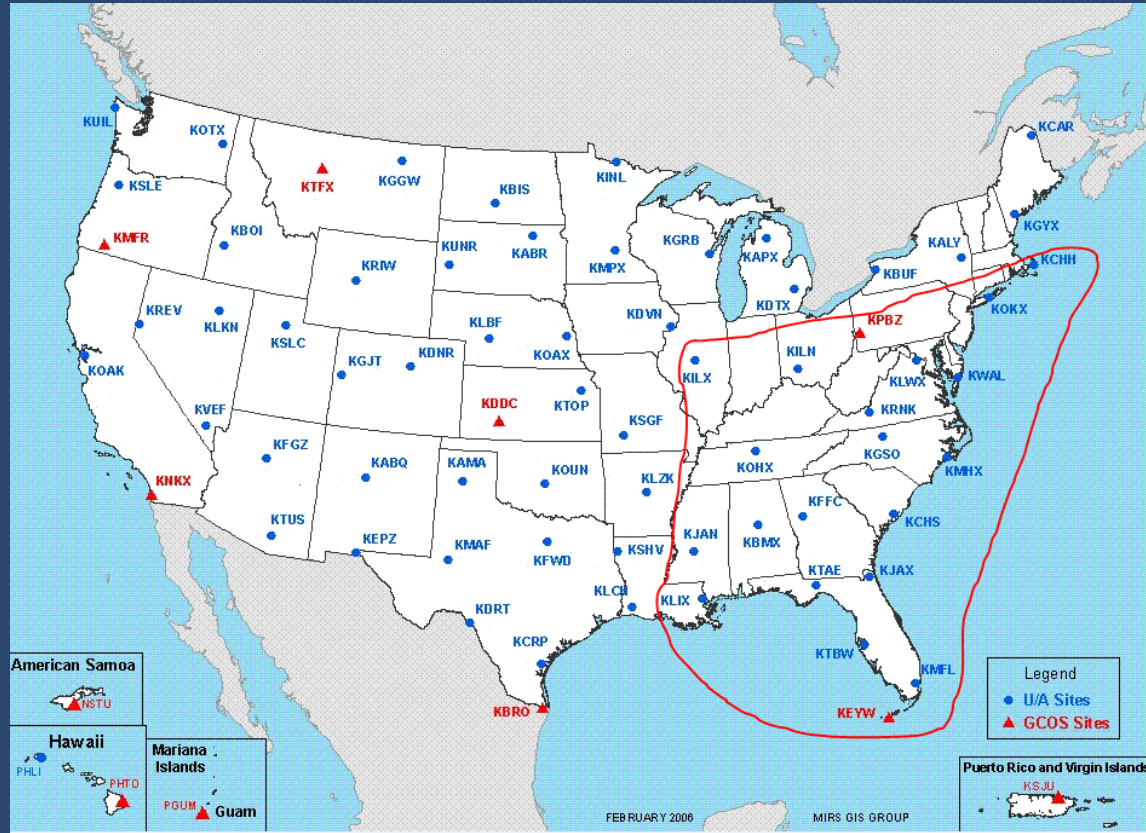 KUIL
KOTX
KCAR
KTFX
KGGW
KINL
KSLE
KBIS
KGYX
KMFR
KBOI
KUNR
KABR
KGRB
KALY
KMPX
KAPX
KBUF
KCHH
KRIW
KDTX
KREV
KLKN
KDVN
KOKX
KLBF
KPBZ
KSLC
KOAX
KOAK
KGJT
KDNR
KILX
KILN
KLWX
KWAL
KDDC
KTOP
KVEF
KSGF
KRNK
KFGZ
KGSO
KOHX
KMHX
KABQ
KAMA
KOUN
KNKX
KLZK
KFFC
KTUS
KCHS
KEPZ
KMAF
KFWD
KSHV
KJAN
KBMX
KTAE
KJAX
KLCH
KLIX
KDRT
KCRP
KTBW
KMFL
American Samoa
NSTU
KBRO
KEYW
Legend
U/A Sites
GCOS Sites
Hawaii
PHLI
PHTO
Mariana
Islands
PGUM
Guam
Puerto Rico and Virgin Islands
KSJU
FEBRUARY 2006
MIRS GIS GROUP